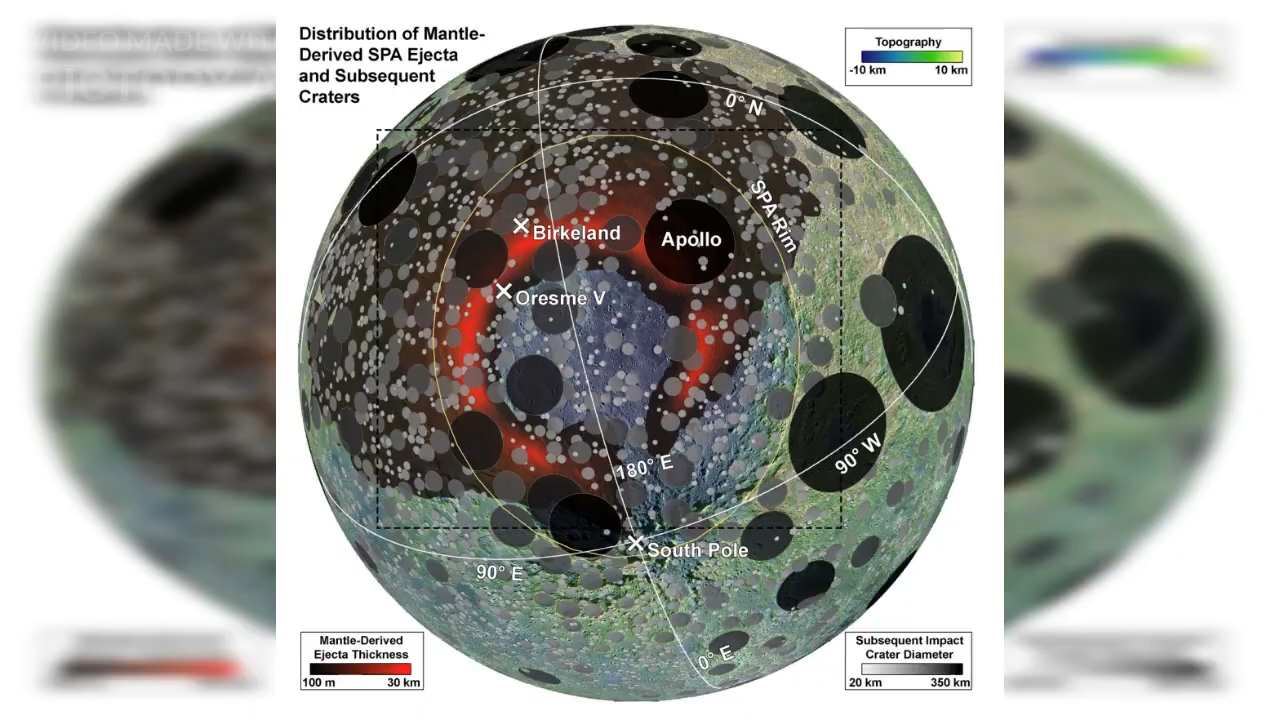 Distribution of Mantle-
Derived SPA Ejecta
and Subsequent
Craters
Topography
-10 km 10 km
0° N
SPA Rim
Birkeland
Apollo
Oresme V
90° W
180° E
South Pole
90° E
0° E
Mantle-Derived
Ejecta Thickness
100 m 30 km
Subsequent Impact
Crater Diameter
20 km 350 km